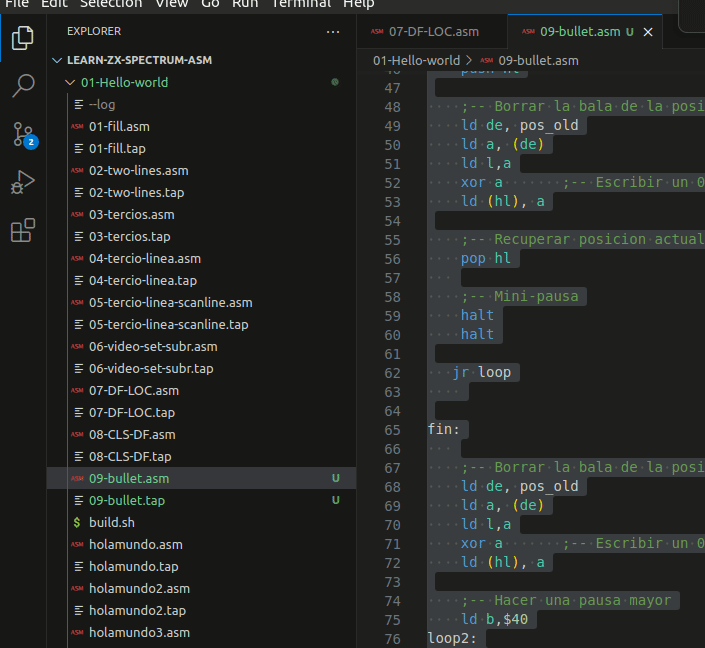 File Edit Selection View Go Run Terminal Help
EXPLORER
07-DF-LOC.asm
09-bullet.asm U
01-Hello-world > 09-bullet.asm
LEARN-ZX-SPECTRUM-ASM
01-Hello-world
--log
01-fill.asm
01-fill.tap
02-two-lines.asm
02-two-lines.tap
03-tercios.asm
03-tercios.tap
04-tercio-linea.asm
04-tercio-linea.tap
05-tercio-linea-scanline.asm
05-tercio-linea-scanline.tap
06-video-set-subr.asm
06-video-set-subr.tap
07-DF-LOC.asm
07-DF-LOC.tap
08-CLS-DF.asm
08-CLS-DF.tap
09-bullet.asm U
09-bullet.tap U
build.sh
holamundo.asm
holamundo.tap
holamundo2.asm
holamundo2.tap
holamundo3.asm
2
46 push hl
47
48 ;-- Borrar la bala de la posi
49 ld de, pos_old
50 ld a, (de)
51 ld l,a
52 xor a ;-- Escribir un 0
53 ld (hl), a
54
55 ;-- Recuperar posicion actual
56 pop hl
57
58 ;-- Mini-pausa
59 halt
60 halt
61
62 jr loop
63
64
65 fin:
66
67 ;-- Borrar la bala de la posi
68 ld de, pos_old
69 ld a, (de)
70 ld l,a
71 xor a ;-- Escribir un 0
72 ld (hl), a
73
74 ;-- Hacer una pausa mayor
75 ld b,$40
76 loop2: